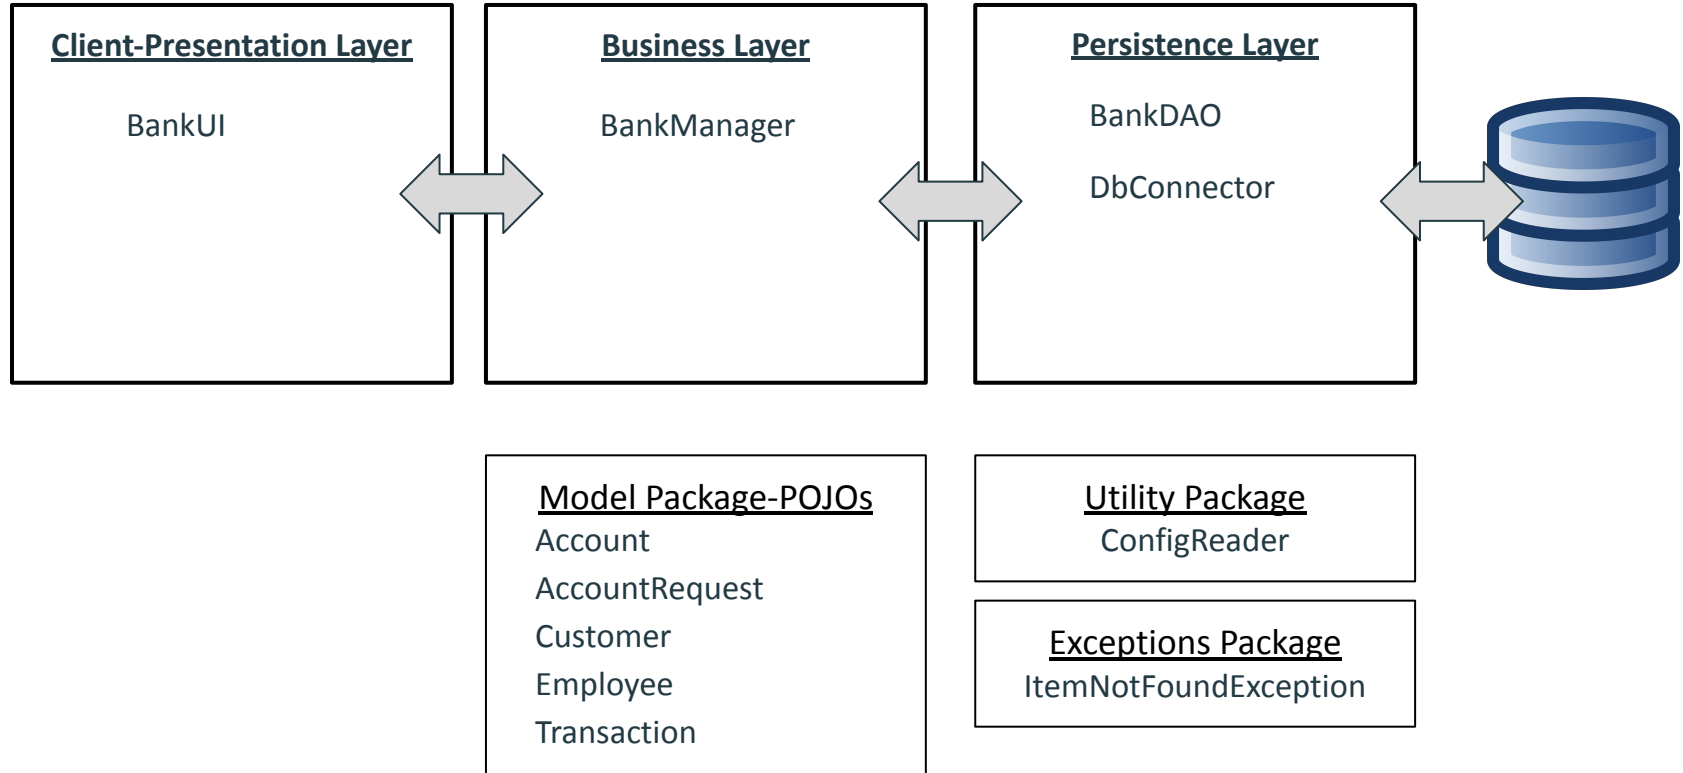 Client-Presentation Layer
BankUI
Business Layer
BankManager
Persistence Layer
BankDAO
DbConnector
Model Package-POJOs
Account
AccountRequest
Customer
Employee
Transaction
Utility Package
ConfigReader
Exceptions Package
ItemNotFoundException